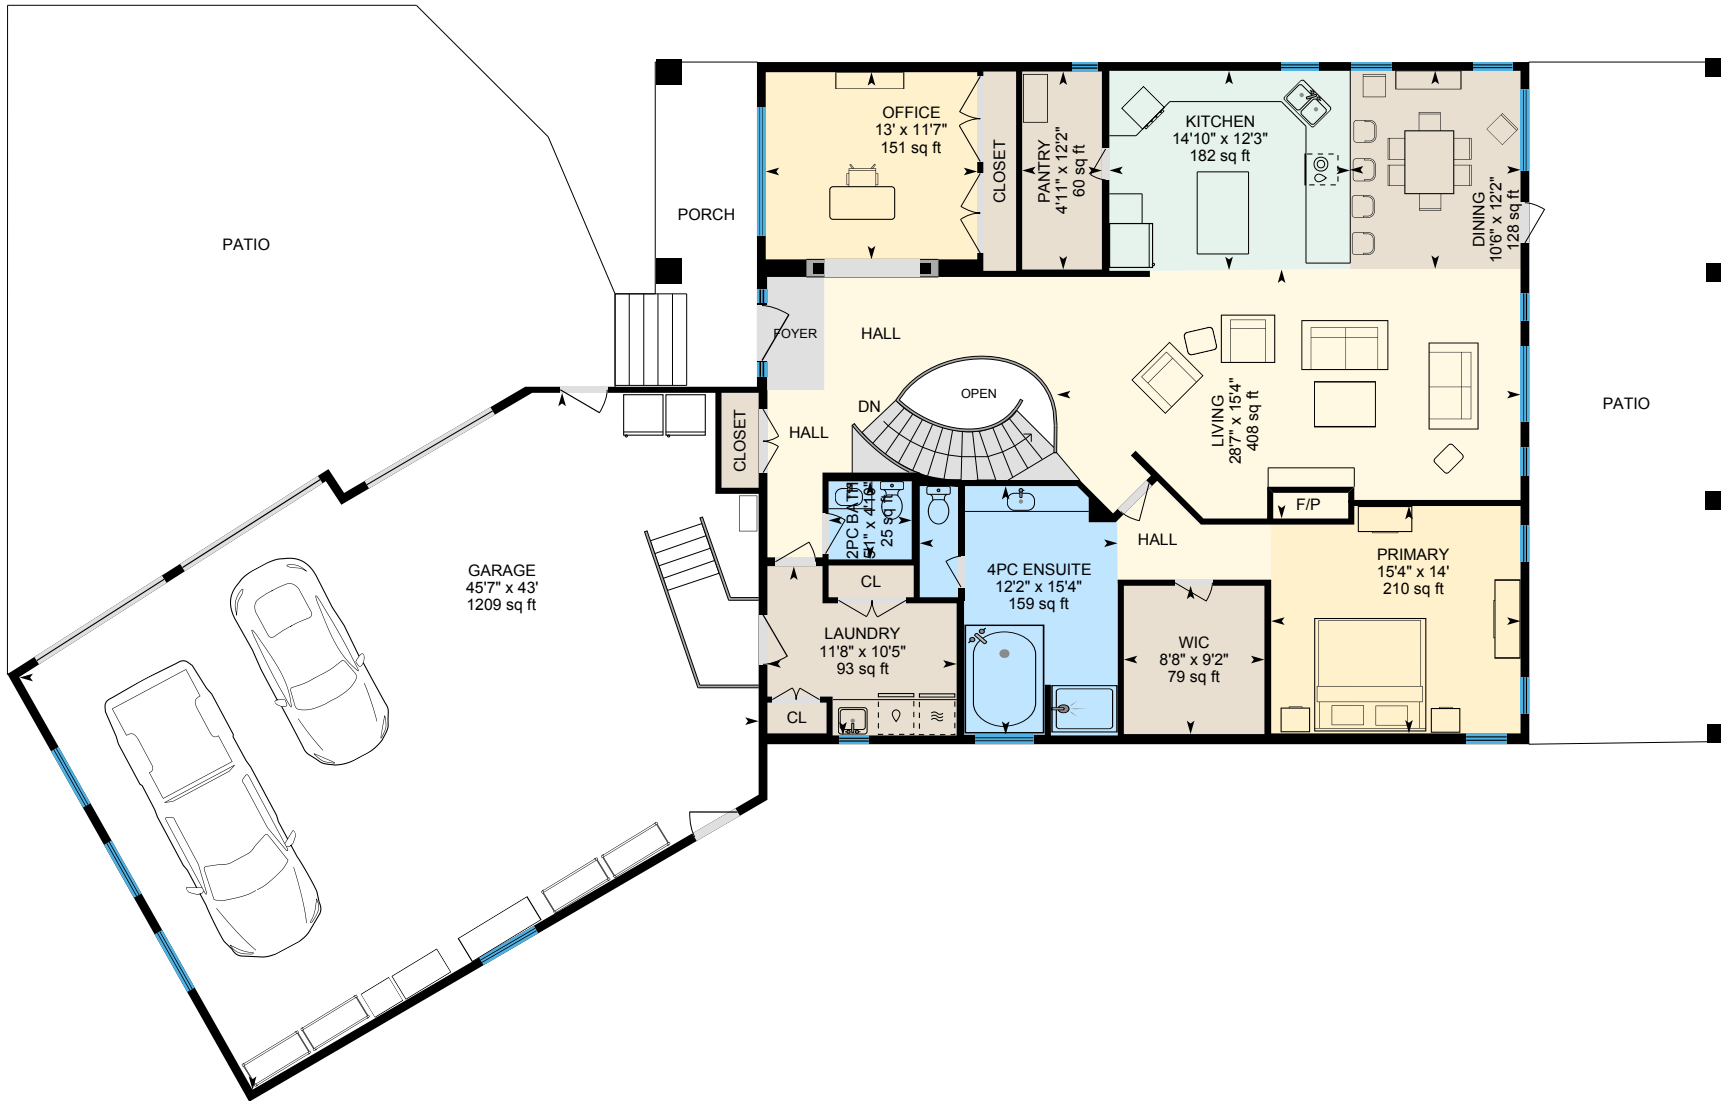 OFFICE
13' x 11'7"
151 sq ft
CLOSET
PANTRY
4'11" x 12'2"
60 sq ft
KITCHEN
14'10" x 12'3"
182 sq ft
DINING
10'6" x 12'2"
128 sq ft
PORCH
PATIO
FOYER
HALL
DN
OPEN
LIVING
28'7" x 15'4"
408 sq ft
PATIO
CLOSET
HALL
2PC BATH
5'1" x 4'10"
25 sq ft
F/P
HALL
PRIMARY
15'4" x 14'
210 sq ft
GARAGE
45'7" x 43'
1209 sq ft
CL
4PC ENSUITE
12'2" x 15'4"
159 sq ft
LAUNDRY
11'8" x 10'5"
93 sq ft
WIC
8'8" x 9'2"
79 sq ft
CL